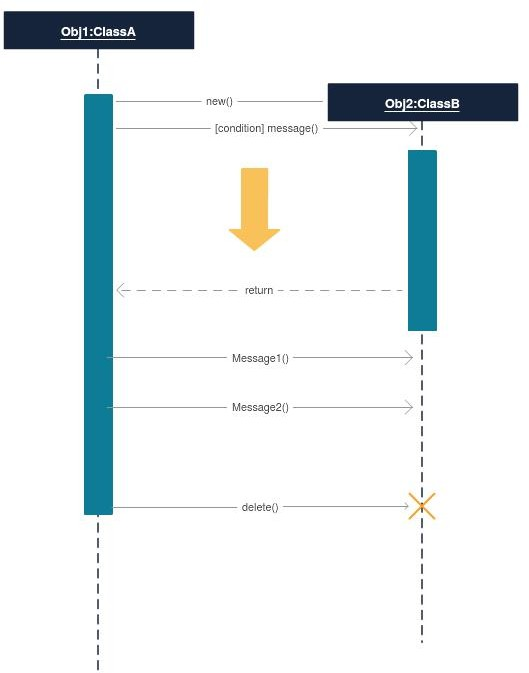 Obj1:ClassA
new()
Obj2:ClassB
[condition] message()
return
Message1()
Message2()
delete()